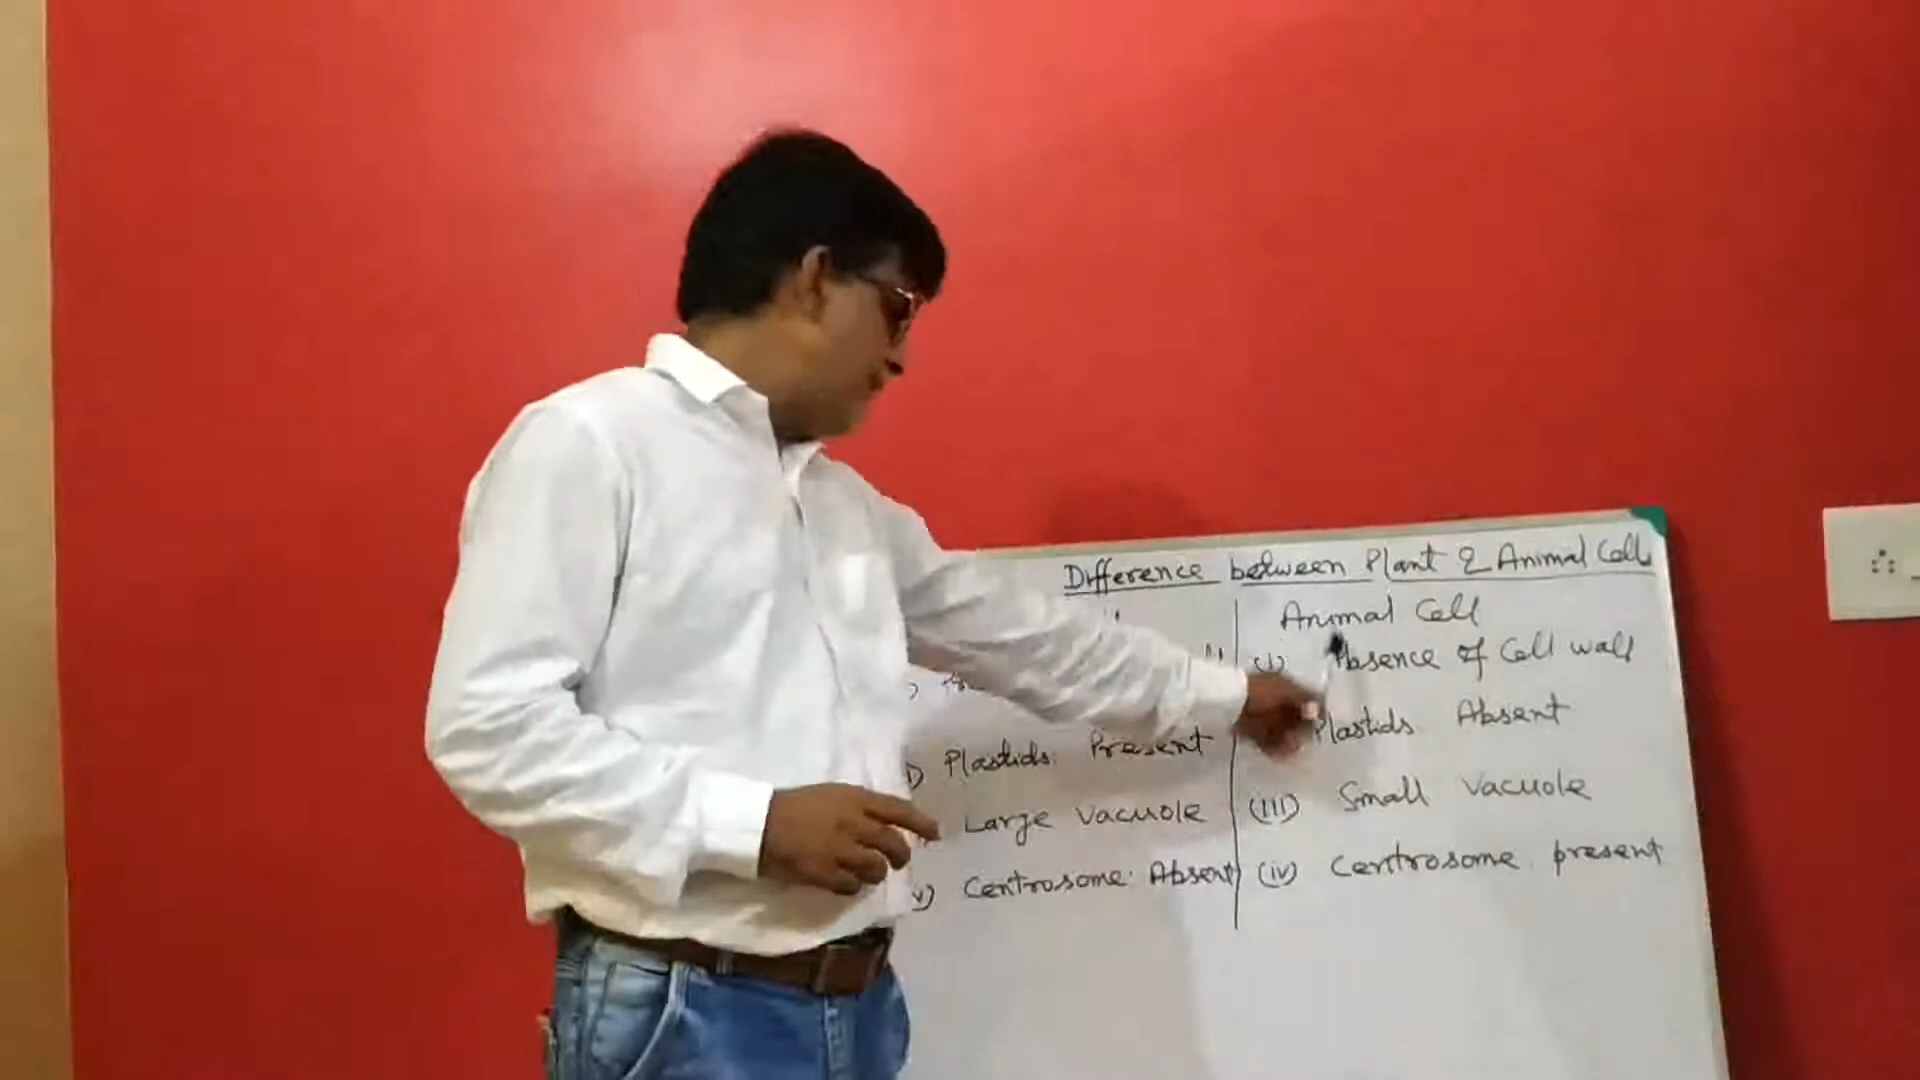 Difference between Plant & Animal Cell
Animal Cell
(i) Absence of Cell wall
Plastids Present
Plastids Absent
Large Vacuole
(III) Small Vacuole
Centrosome Absent
(iv) Centrosome present